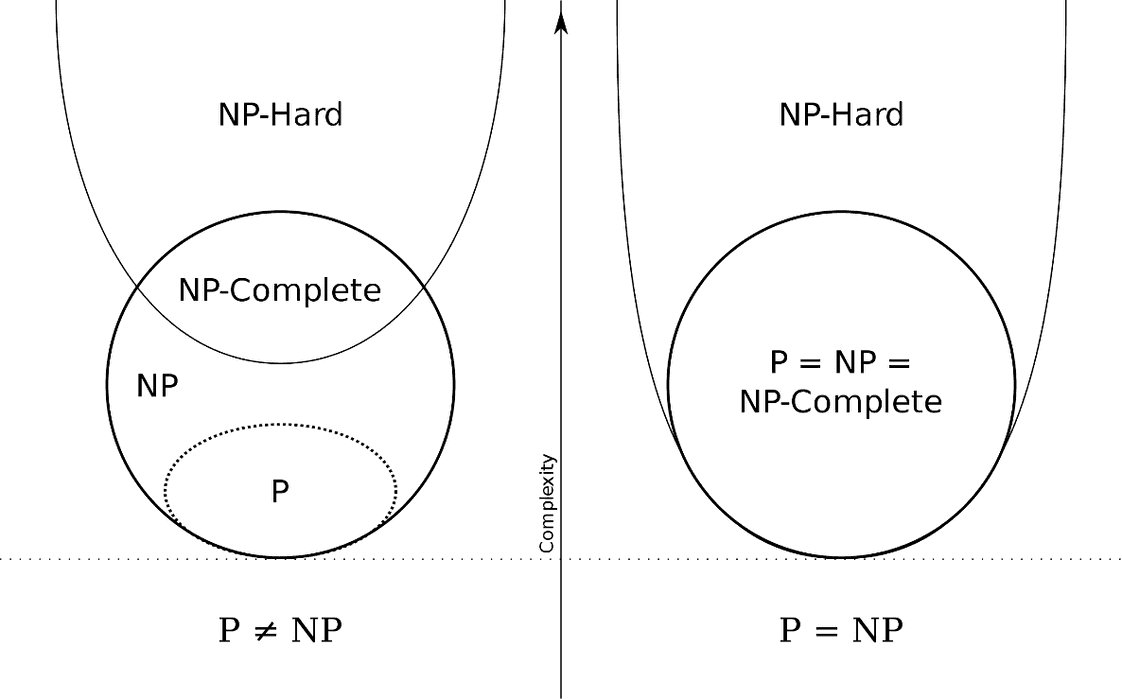 NP-Hard
NP-Complete
NP
P
P ≠ NP
Complexity
NP-Hard
P = NP =
NP-Complete
P = NP